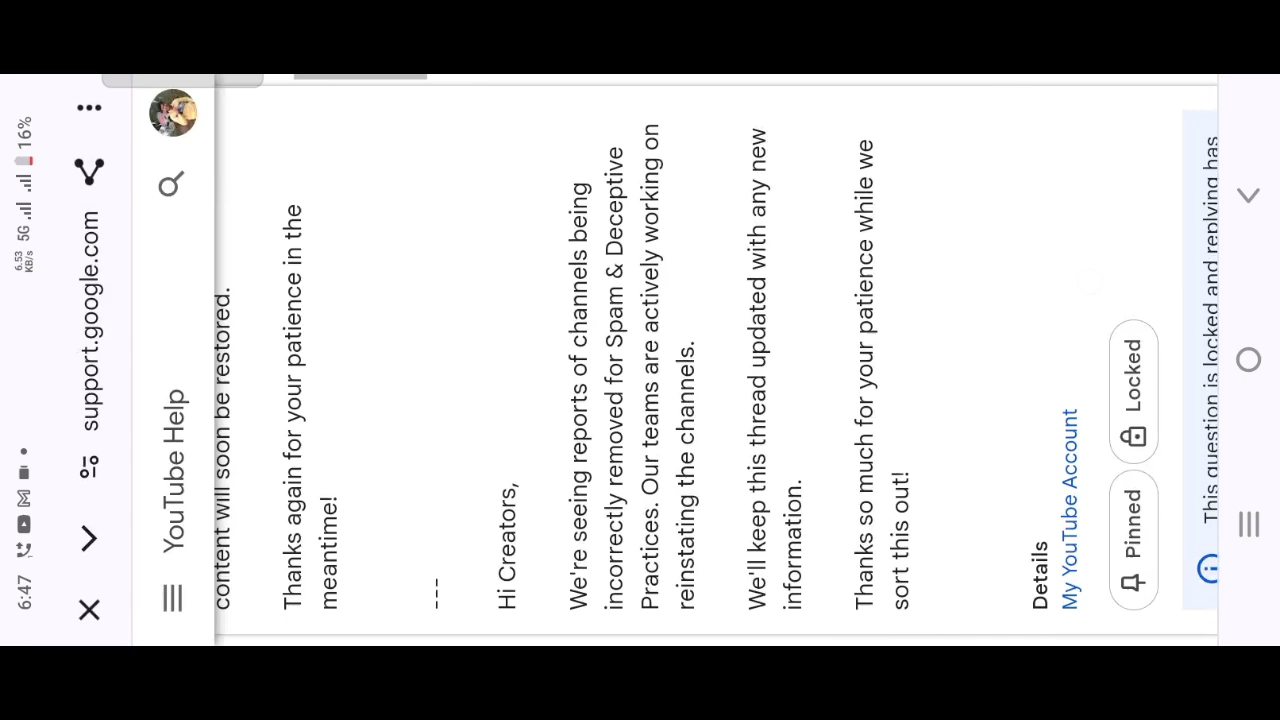 6:47
6.53
KB/s
5G
16%
support.google.com
YouTube Help
content will soon be restored.
Thanks again for your patience in the
meantime!
---
Hi Creators,
We're seeing reports of channels being
incorrectly removed for Spam & Deceptive
Practices. Our teams are actively working on
reinstating the channels.
We'll keep this thread updated with any new
information.
Thanks so much for your patience while we
sort this out!
Details
My YouTube Account
Pinned
Locked
This question is locked and replying has